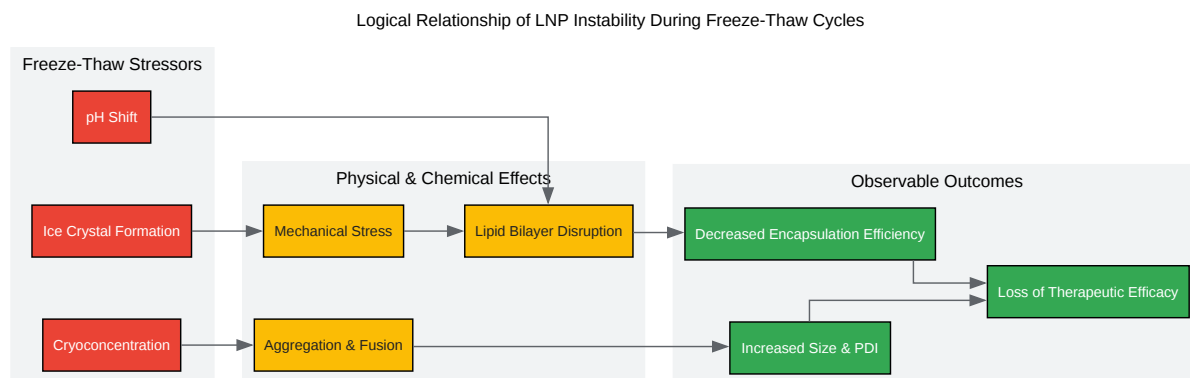 Logical Relationship of LNP Instability During Freeze-Thaw Cycles
Freeze-Thaw Stressors
pH Shift
Ice Crystal Formation
Cryoconcentration
Physical & Chemical Effects
Mechanical Stress
Lipid Bilayer Disruption
Aggregation & Fusion
Observable Outcomes
Decreased Encapsulation Efficiency
Loss of Therapeutic Efficacy
Increased Size & PDI